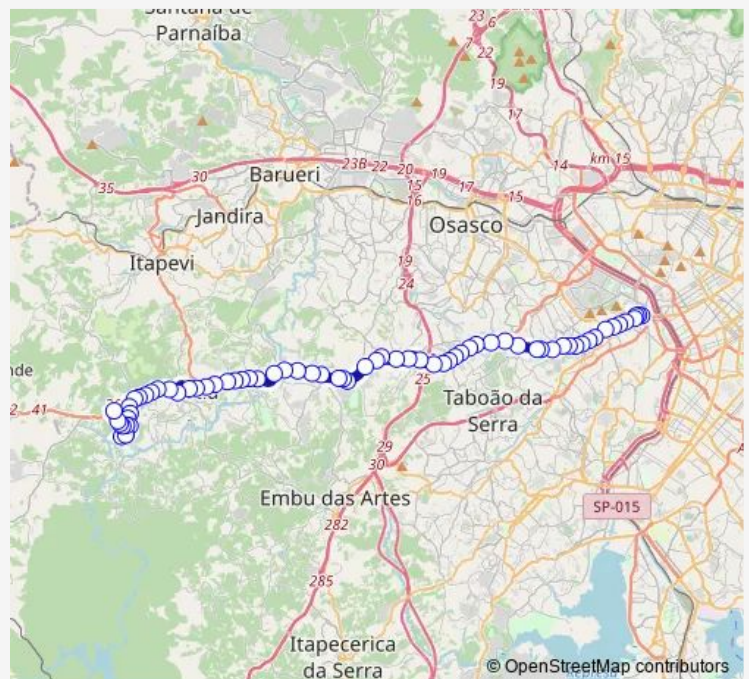 Santana de
Parnaíba
23
6
7
22
19
17
km 15
14
23B
22
20
19
30
35
Barueri
15
17
15
16
Jandira
Osasco
Itapevi
19
24
nde
25
2
41
Taboão da
Serra
29
30
Embu das Artes
SP-015
282
285
Itapecerica
da Serra
© OpenStreetMap contributors